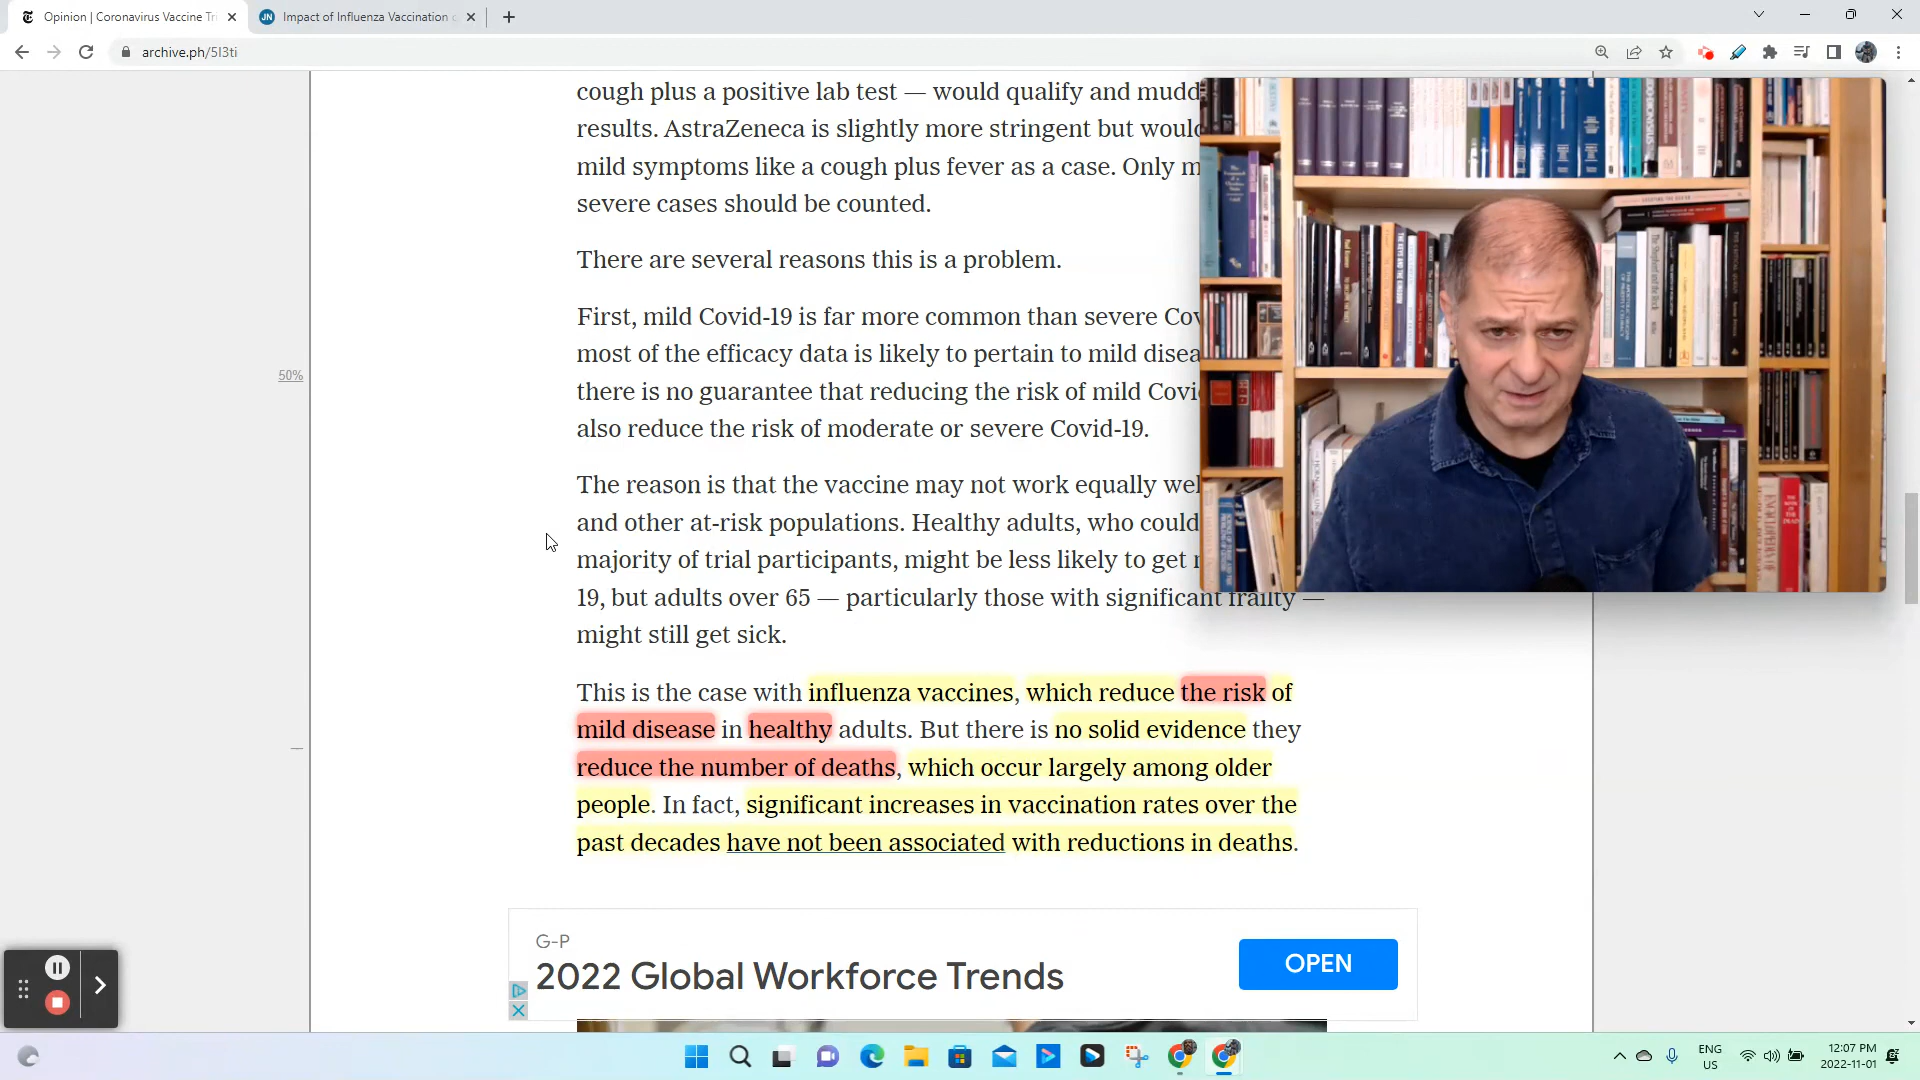 Opinion | Coronavirus Vaccine Tri
JN Impact of Influenza Vaccination
archive.ph/5I3ti
cough plus a positive lab test — would qualify and mudd
results. AstraZeneca is slightly more stringent but would
mild symptoms like a cough plus fever as a case. Only m
severe cases should be counted.
There are several reasons this is a problem.
First, mild Covid-19 is far more common than severe Cov
most of the efficacy data is likely to pertain to mild disea
50%
there is no guarantee that reducing the risk of mild Covi
also reduce the risk of moderate or severe Covid-19.
The reason is that the vaccine may not work equally wel
and other at-risk populations. Healthy adults, who could
majority of trial participants, might be less likely to get
19, but adults over 65 — particularly those with significant frailty —
might still get sick.
This is the case with influenza vaccines, which reduce the risk of
mild disease in healthy adults. But there is no solid evidence they
reduce the number of deaths, which occur largely among older
people. In fact, significant increases in vaccination rates over the
past decades have not been associated with reductions in deaths.
G-P
2022 Global Workforce Trends
OPEN
ENG
US
12:07 PM
2022-11-01